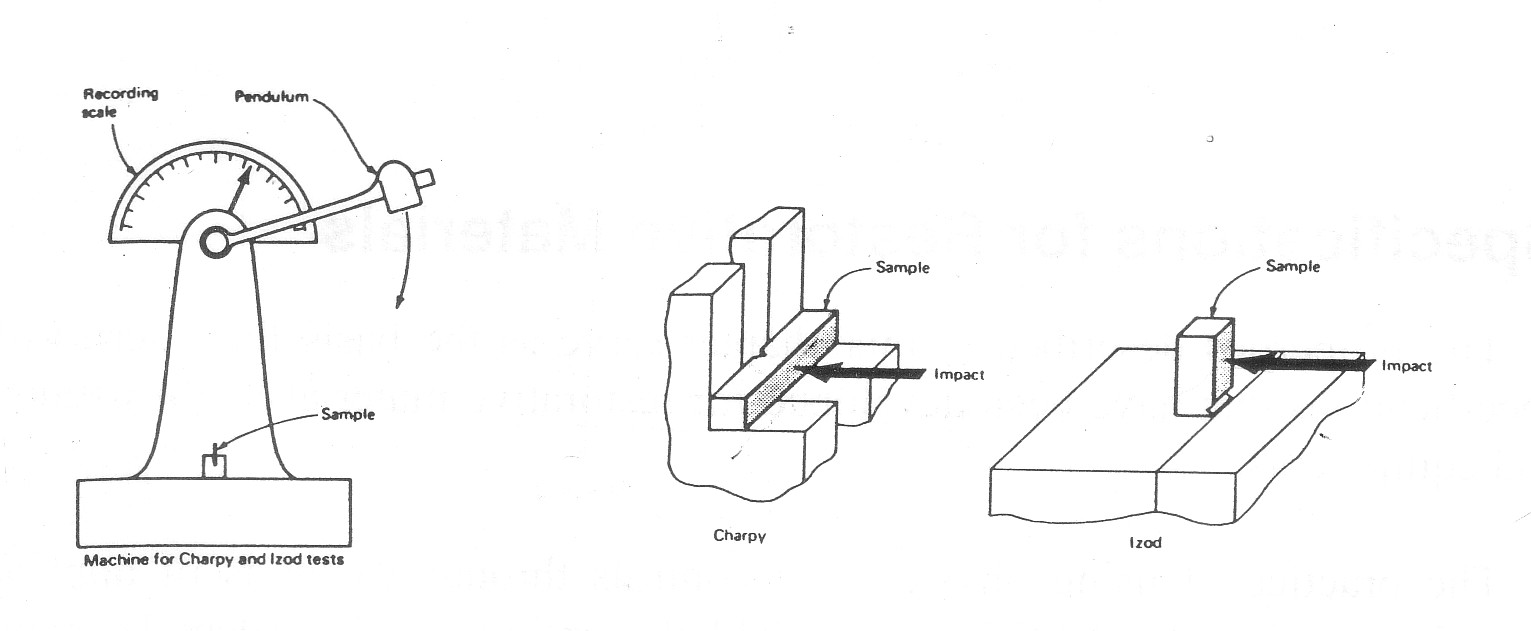 Recording
scale
Pendulum
Sample
Machine for Charpy and Izod tests
Sample
Impact
Charpy
Sample
Impact
Izod